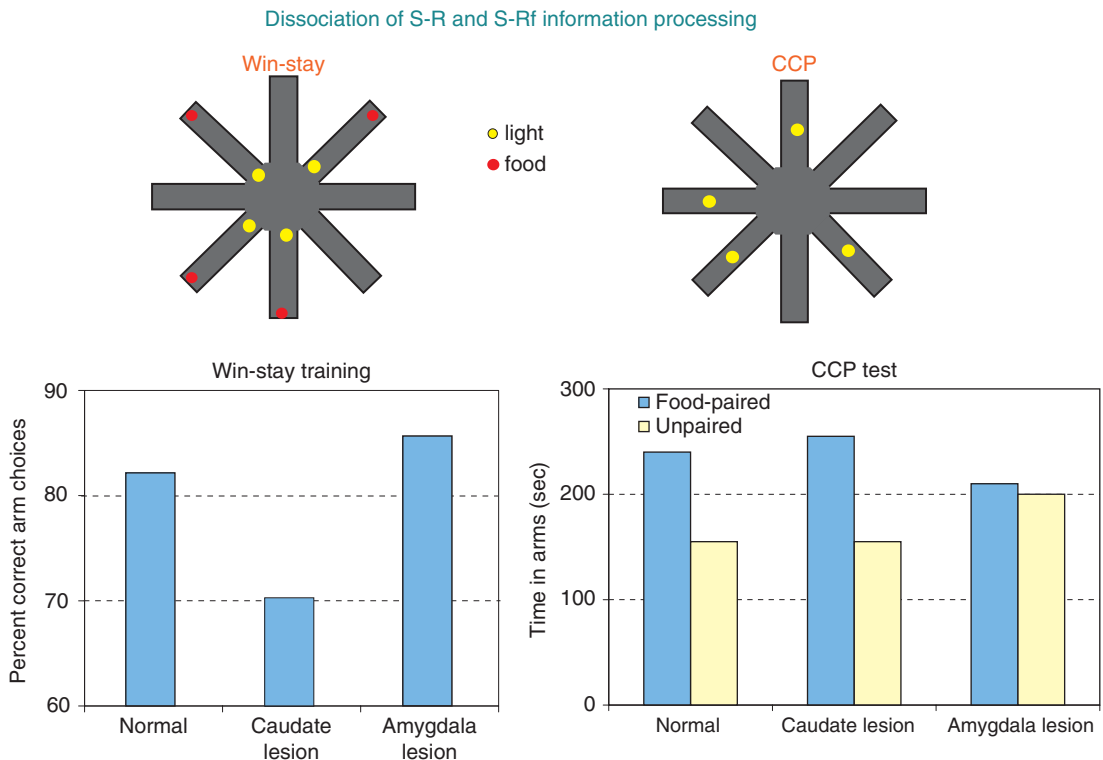 Dissociation of S-R and S-Rf information processing
Win-stay
CCP
light
food
Win-stay training
Percent correct arm choices
90
80
70
60
Normal
Caudate
lesion
Amygdala
lesion
CCP test
Time in arms (sec)
300
200
100
0
Food-paired
Unpaired
Normal
Caudate lesion
Amygdala lesion